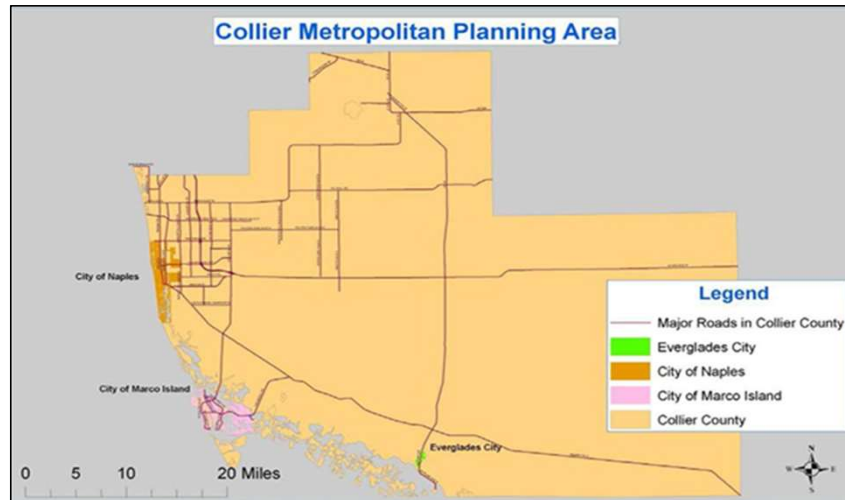 Collier Metropolitan Planning Area
City of Naples
City of Marco Island
Everglades City
Legend
Major Roads in Collier County
Everglades City
City of Naples
City of Marco Island
Collier County
0 5 10 20 Miles
N
W E
S